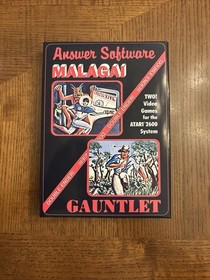 Answer Software
MALAGAI
TWO!
Video
Games
for the
ATARI 2600
System
GAUNTLET